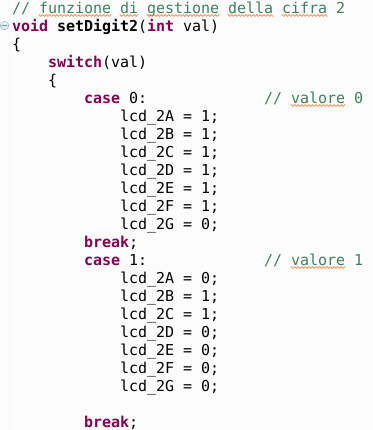 // funzione di gestione della cifra 2
void setDigit2(int val)
{
    switch(val)
    {
        case 0:             // valore 0
            lcd_2A = 1;
            lcd_2B = 1;
            lcd_2C = 1;
            lcd_2D = 1;
            lcd_2E = 1;
            lcd_2F = 1;
            lcd_2G = 0;
        break;
        case 1:             // valore 1
            lcd_2A = 0;
            lcd_2B = 1;
            lcd_2C = 1;
            lcd_2D = 0;
            lcd_2E = 0;
            lcd_2F = 0;
            lcd_2G = 0;

        break;